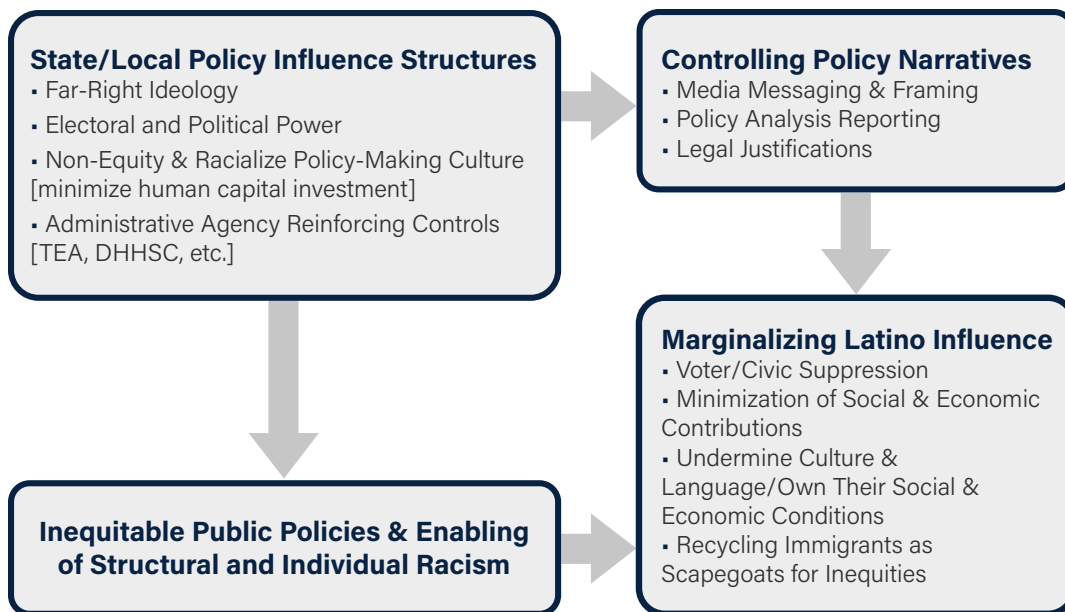 State/Local Policy Influence Structures
▪ Far-Right Ideology
▪ Electoral and Political Power
▪ Non-Equity & Racialize Policy-Making Culture
[minimize human capital investment]
▪ Administrative Agency Reinforcing Controls
[TEA, DHHSC, etc.]
Controlling Policy Narratives
▪ Media Messaging & Framing
▪ Policy Analysis Reporting
▪ Legal Justifications
Inequitable Public Policies & Enabling
of Structural and Individual Racism
Marginalizing Latino Influence
▪ Voter/Civic Suppression
▪ Minimization of Social & Economic
Contributions
▪ Undermine Culture &
Language/Own Their Social &
Economic Conditions
▪ Recycling Immigrants as
Scapegoats for Inequities